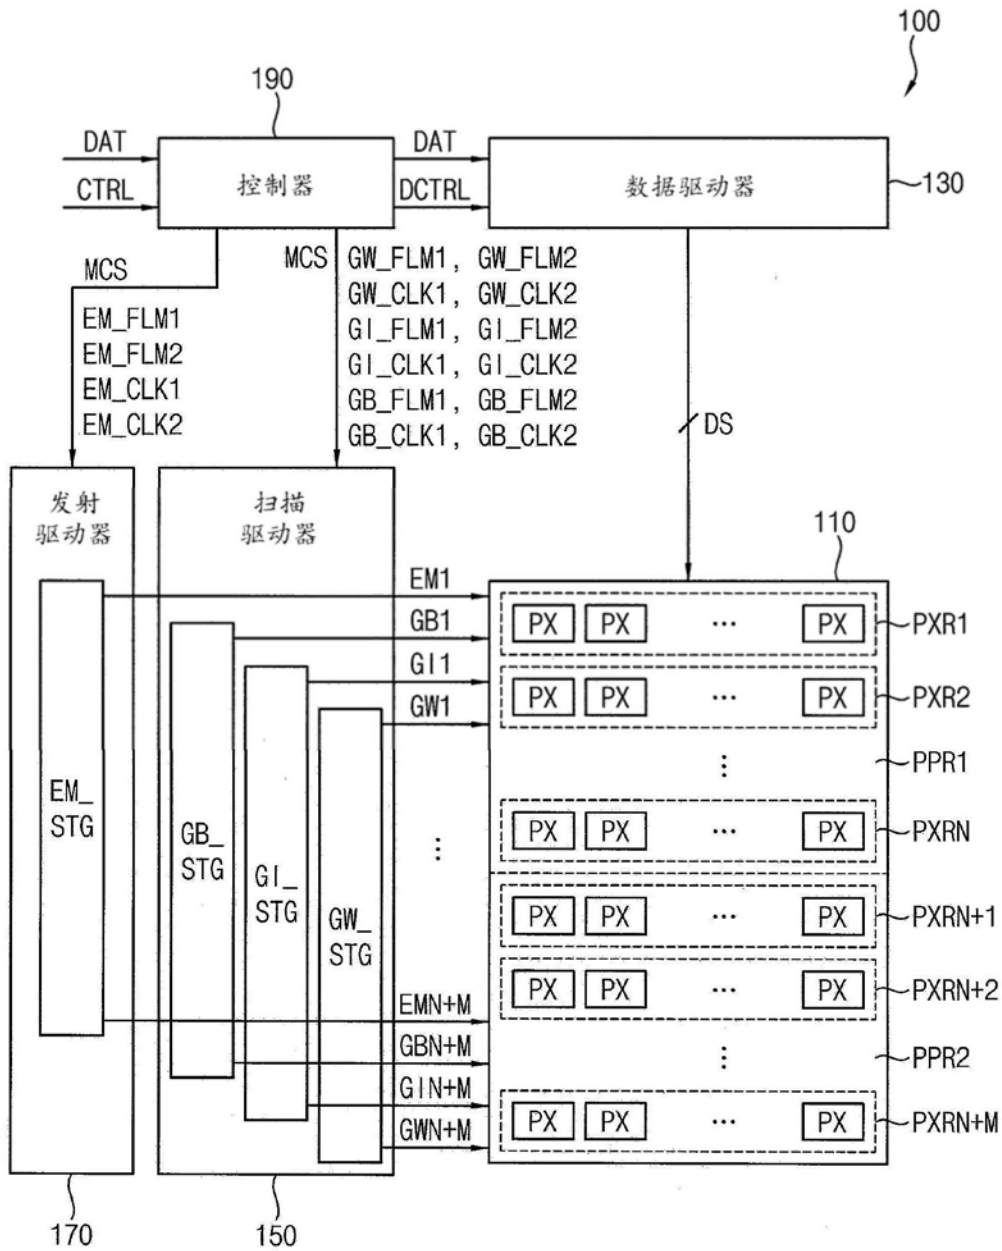 100
190
DAT
CTRL
控制器
DAT
DCTRL
数据驱动器
130
MCS
EM_FLM1
EM_FLM2
EM_CLK1
EM_CLK2
MCS
GW_FLM1, GW_FLM2
GW_CLK1, GW_CLK2
GI_FLM1, GI_FLM2
GI_CLK1, GI_CLK2
GB_FLM1, GB_FLM2
GB_CLK1, GB_CLK2
DS
发射
驱动器
扫描
驱动器
110
EM_
STG
GB_
STG
GI_
STG
GW_
STG
EM1
GB1
GI1
GW1
⋮
EMN+M
GBN+M
GIN+M
GWN+M
PX PX ... PX PXR1
PX PX ... PX PXR2
⋮ PPR1
PX PX ... PX PXRN
PX PX ... PX PXRN+1
PX PX ... PX PXRN+2
⋮ PPR2
PX PX ... PX PXRN+M
170
150